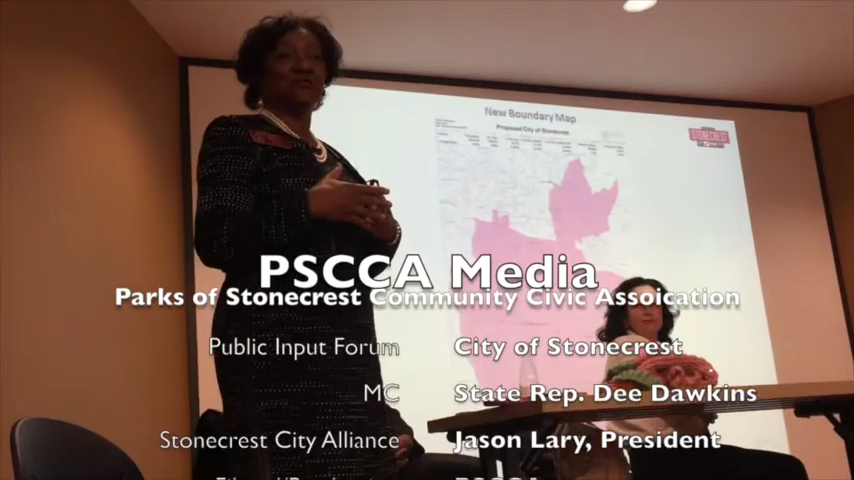 New Boundary Map
Proposed City of Stonecrest
STONECREST
PSCCA Media
Parks of Stonecrest Community Civic Assoication
Public Input Forum City of Stonecrest
MC State Rep. Dee Dawkins
Stonecrest City Alliance Jason Lary, President
PSCCA